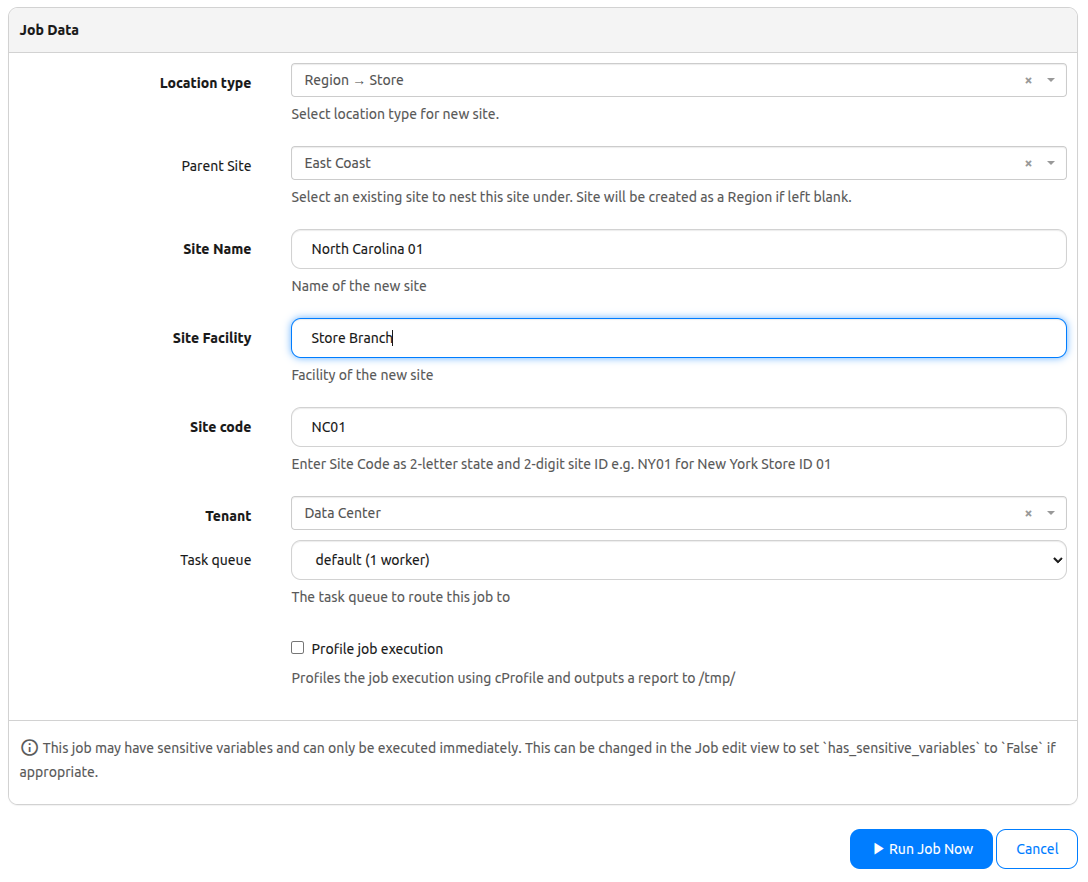 Job Data
Location type
Region → Store
× 
Select location type for new site.
Parent Site
East Coast
×
Select an existing site to nest this site under. Site will be created as a Region if left blank.
Site Name
North Carolina 01
Name of the new site
Site Facility
Store Branch
Facility of the new site
Site code
NC01
Enter Site Code as 2-letter state and 2-digit site ID e.g. NY01 for New York Store ID 01
Tenant
Data Center
×
Task queue
default (1 worker)
The task queue to route this job to
Profile job execution
Profiles the job execution using cProfile and outputs a report to /tmp/
This job may have sensitive variables and can only be executed immediately. This can be changed in the Job edit view to set `has_sensitive_variables` to `False` if
appropriate.
Run Job Now
Cancel